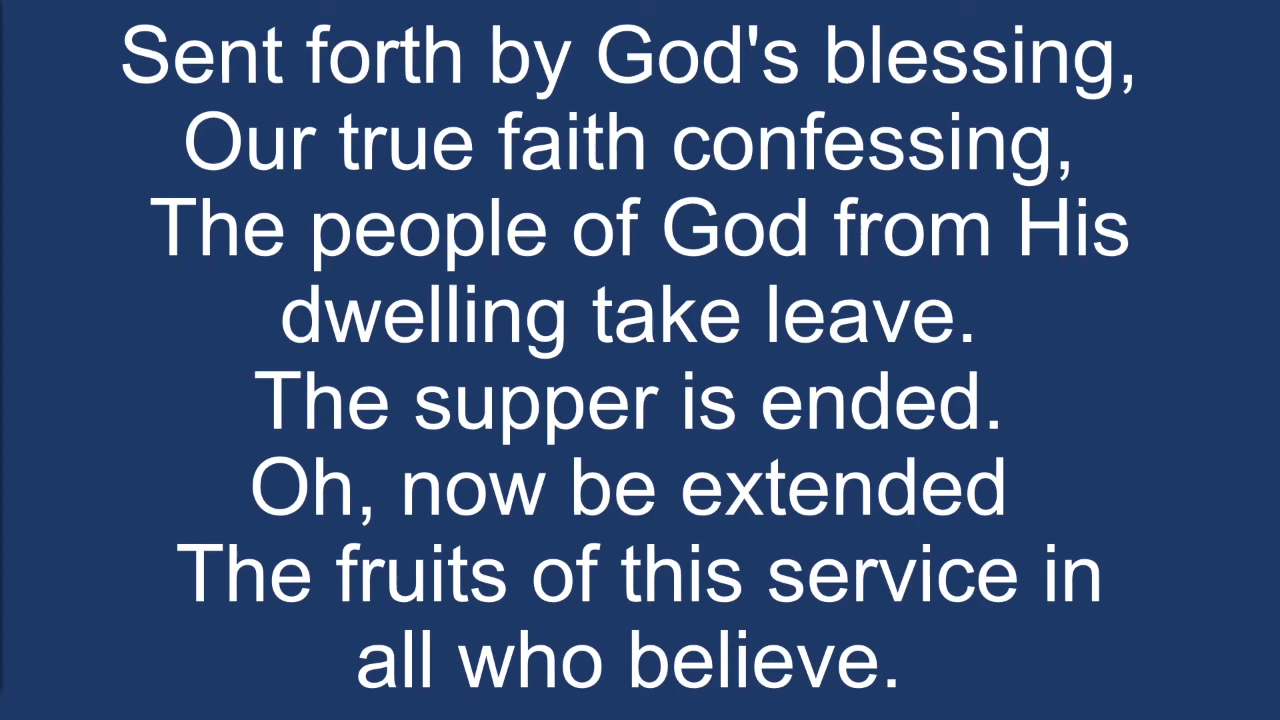 Sent forth by God's blessing,
Our true faith confessing,
The people of God from His
dwelling take leave.
The supper is ended.
Oh, now be extended
The fruits of this service in
all who believe.